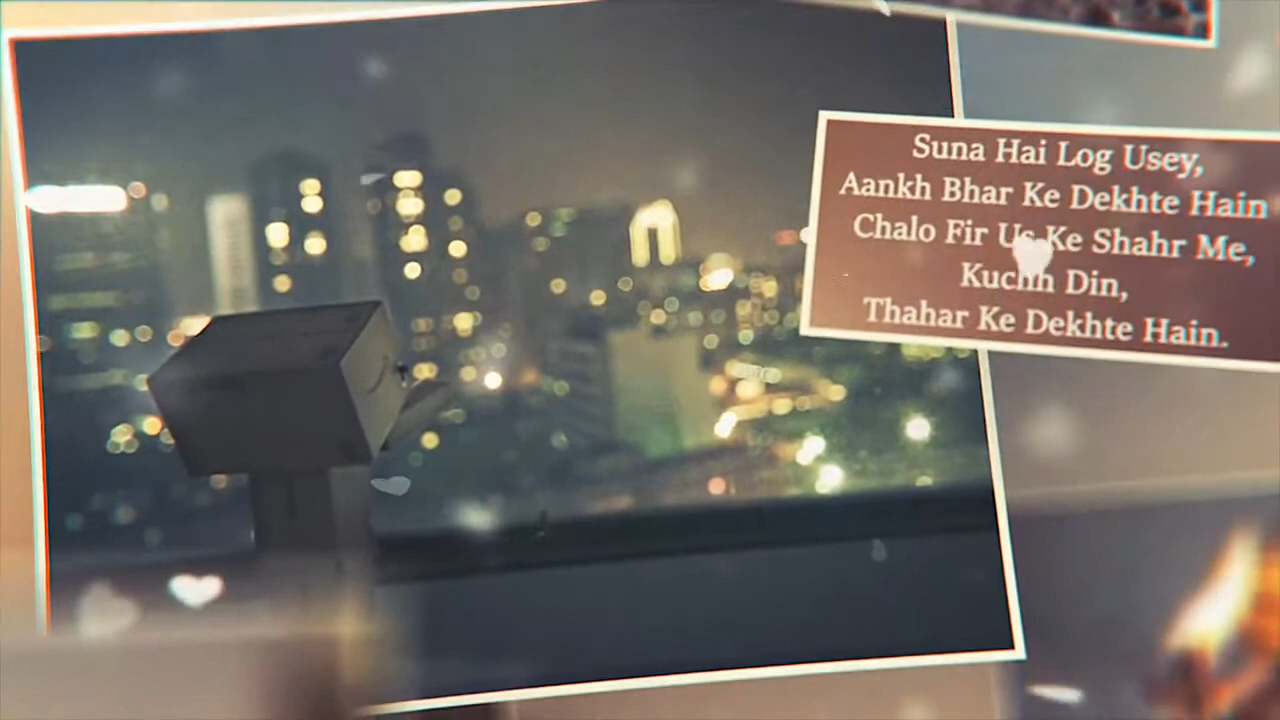 Suna Hai Log Usey,
Aankh Bhar Ke Dekhte Hain
Chalo Fir Us Ke Shahr Me,
Kuchh Din,
Thahar Ke Dekhte Hain.